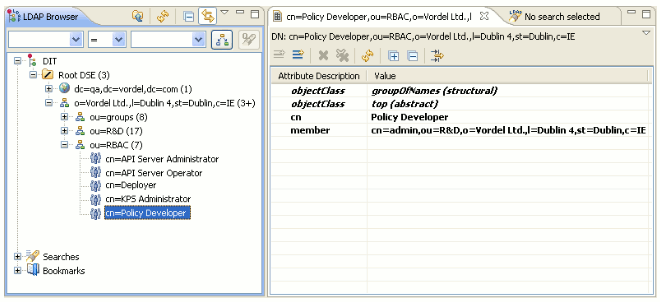 LDAP Browser
=
DIT
Root DSE (3)
dc=qa,dc=vordel,dc=com (1)
o=Vordel Ltd.,l=Dublin 4,st=Dublin,c=IE (3+)
ou=groups (8)
ou=R&D (17)
ou=RBAC (7)
cn=API Server Administrator
cn=API Server Operator
cn=Deployer
cn=KPS Administrator
cn=Policy Developer
Searches
Bookmarks
cn=Policy Developer,ou=RBAC,o=Vordel Ltd.,l
No search selected
DN: cn=Policy Developer,ou=RBAC,o=Vordel Ltd.,l=Dublin 4,st=Dublin,c=IE
Attribute Description Value
objectClass groupOfNames (structural)
objectClass top (abstract)
cn Policy Developer
member cn=admin,ou=R&D,o=Vordel Ltd.,l=Dublin 4,st=Dublin,c=IE